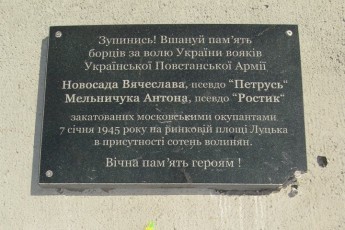 Зупинись! Вшануй пам'ять
борців за волю України вояків
Української Повстанської Армії
Новосада Вячеслава, псевдо "Петрусь"
Мельничука Антона, псевдо "Ростик"
закатованих московськими окупантами
7 січня 1945 року на ринковій площі Луцька
в присутності сотень волинян.
Вічна пам'ять героям !